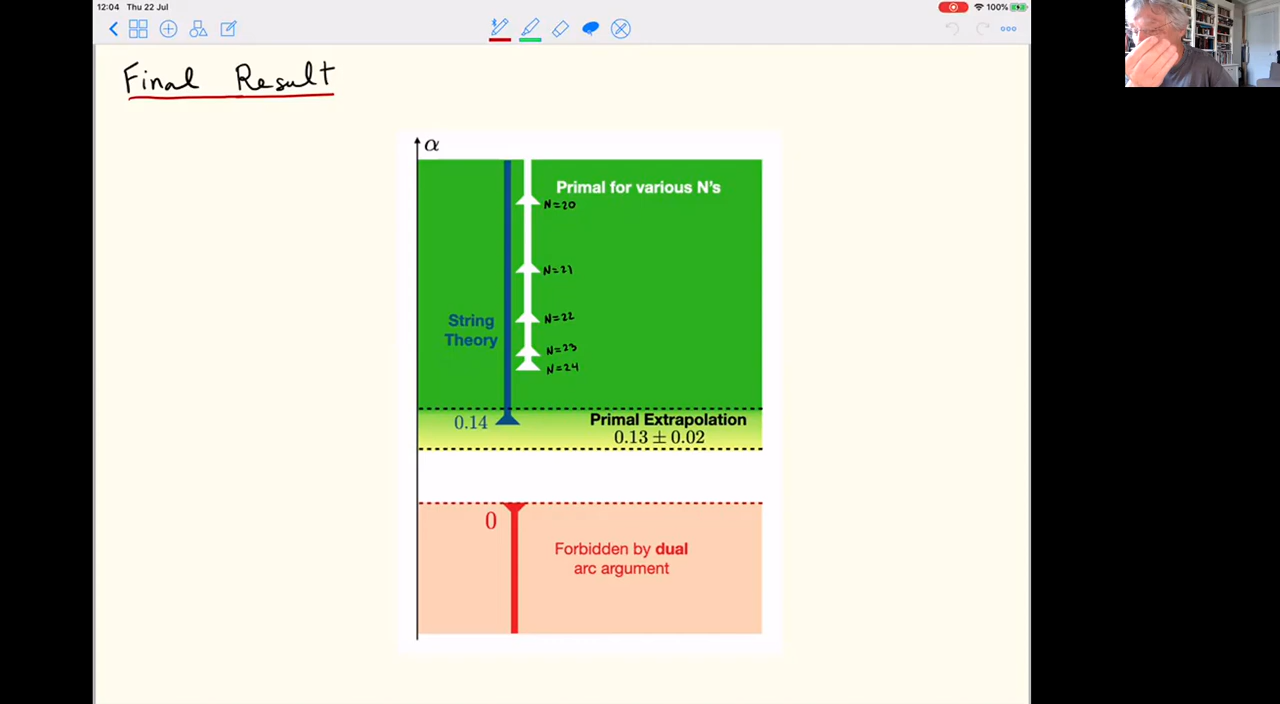 12:04 Thu 22 Jul
100%
Final Result
α
Primal for various N's
N=20
N=21
N=22
N=23
N=24
String
Theory
0.14
Primal Extrapolation
0.13 ± 0.02
0
Forbidden by dual
arc argument